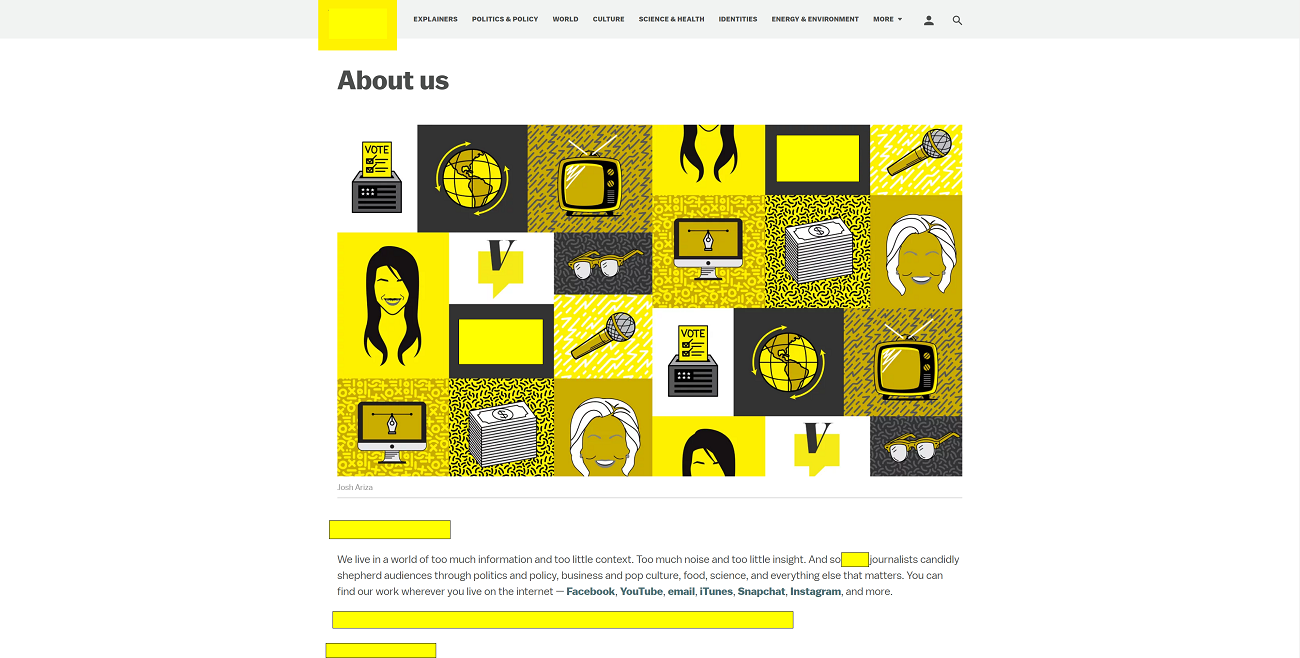 EXPLAINERS POLITICS & POLICY WORLD CULTURE SCIENCE & HEALTH IDENTITIES ENERGY & ENVIRONMENT MORE
About us
VOTE
V
VOTE
V
Josh Ariza
We live in a world of too much information and too little context. Too much noise and too little insight. And so journalists candidly
shepherd audiences through politics and policy, business and pop culture, food, science, and everything else that matters. You can
find our work wherever you live on the internet — Facebook, YouTube, email, iTunes, Snapchat, Instagram, and more.